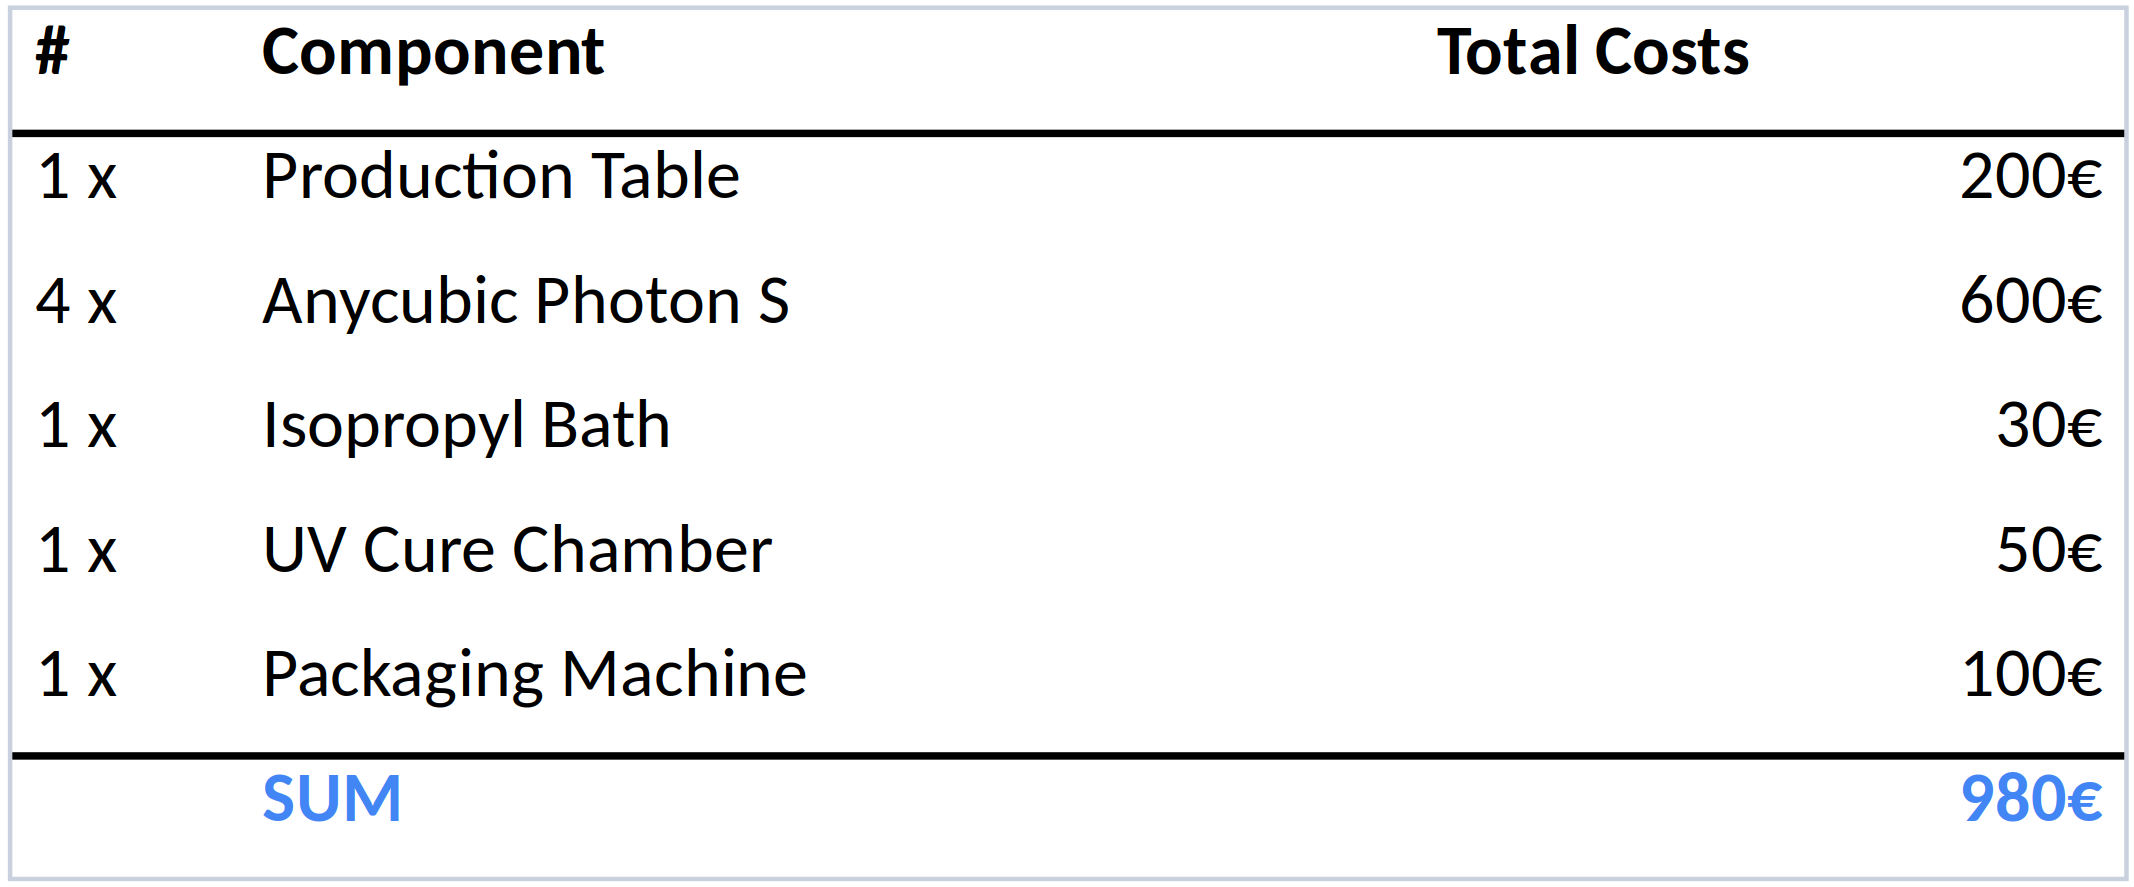 # Component Total Costs
1 x Production Table 200€
4 x Anycubic Photon S 600€
1 x Isopropyl Bath 30€
1 x UV Cure Chamber 50€
1 x Packaging Machine 100€
SUM 980€